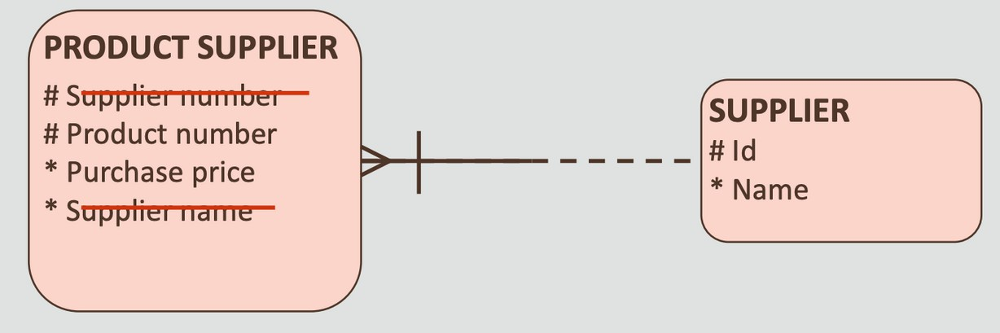 PRODUCT SUPPLIER
# Supplier number
# Product number
* Purchase price
* Supplier name
SUPPLIER
# Id
* Name